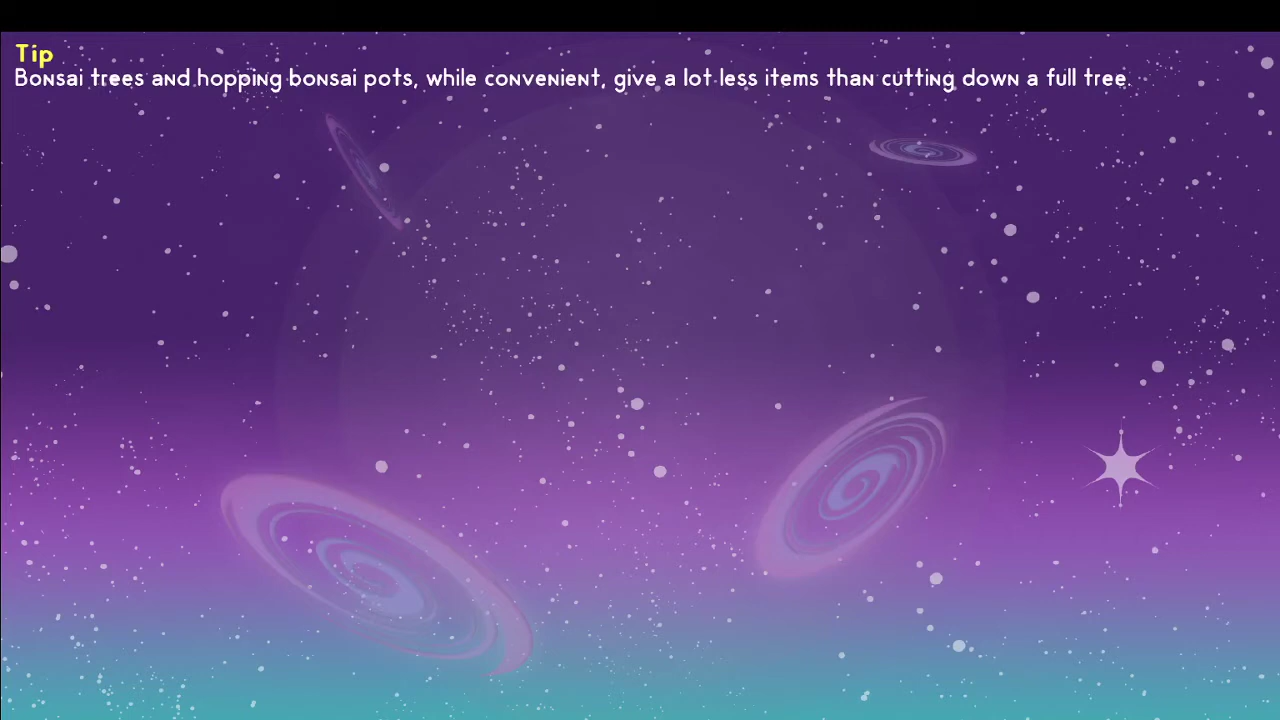 Tip
Bonsai trees and hopping bonsai pots, while convenient, give a lot less items than cutting down a full tree.